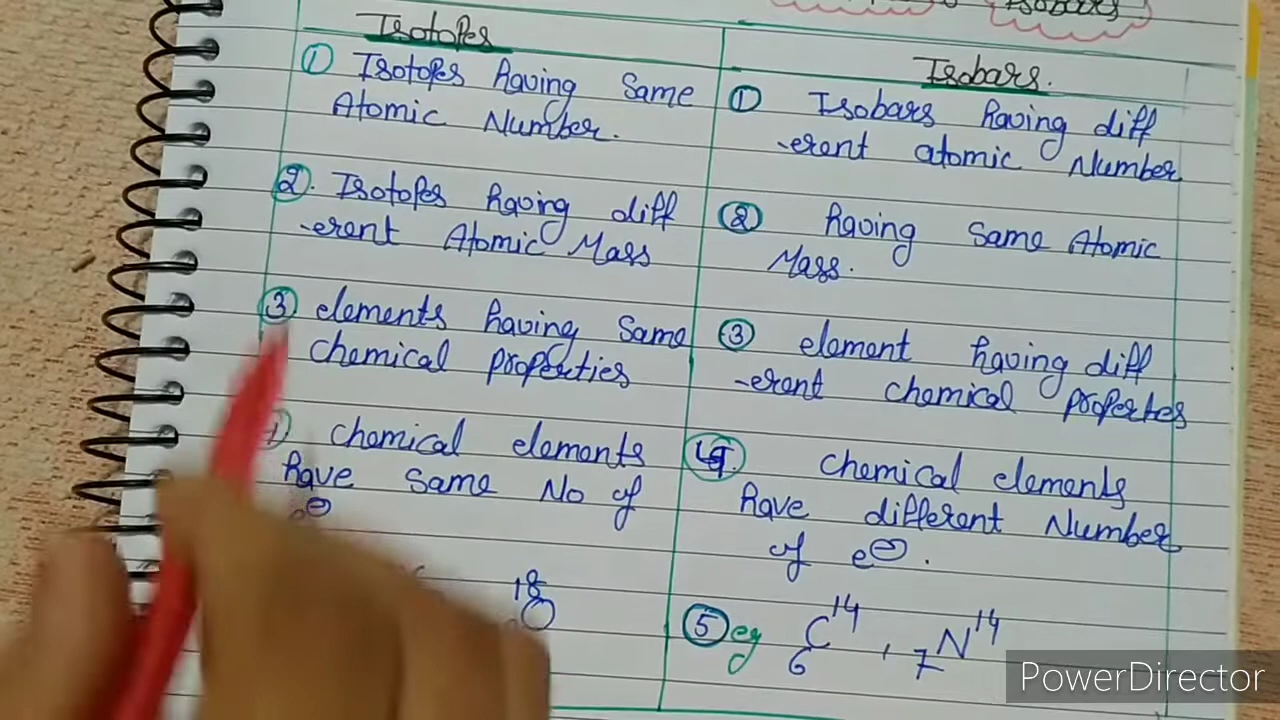 Isobars
Isotopes
① Isotopes having same
Atomic Number.
②. Isotopes having diff
-erent Atomic Mass
③ elements having same
chemical properties
chemical elements
have same No of
e⊖
18
O
Isobars.
① Isobars having diff
-erent atomic Number
② having same Atomic
Mass.
③ element having diff
-erent chemical properties
④. chemical elements
have different Number
of e⊖.
⑤ eg 6C14 , 7N14
PowerDirector